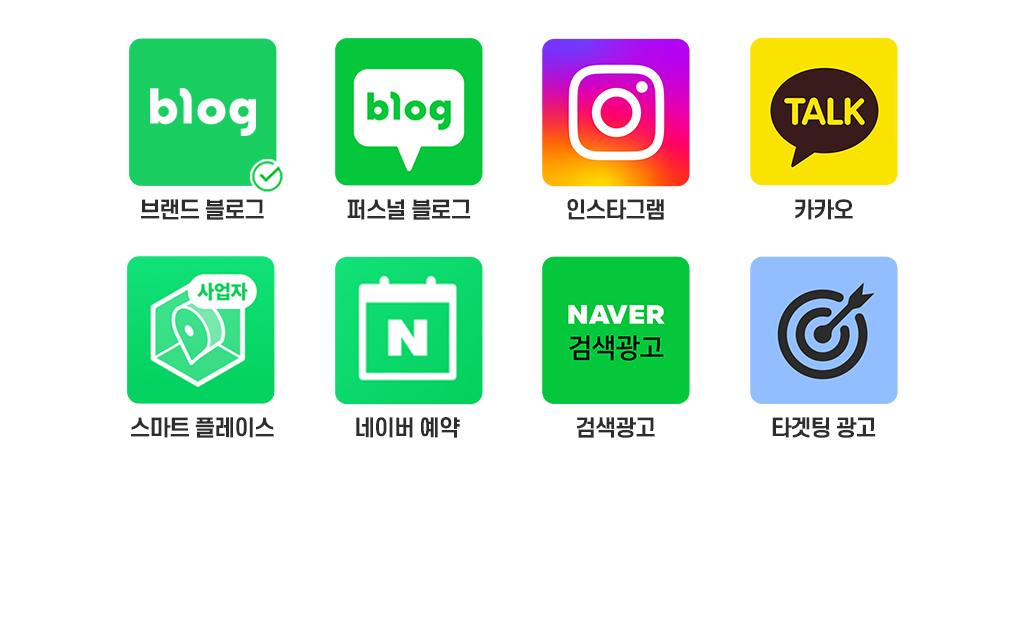 blog
blog
TALK
브랜드 블로그
퍼스널 블로그
인스타그램
카카오
사업자
N
NAVER
검색광고
스마트 플레이스
네이버 예약
검색광고
타겟팅 광고